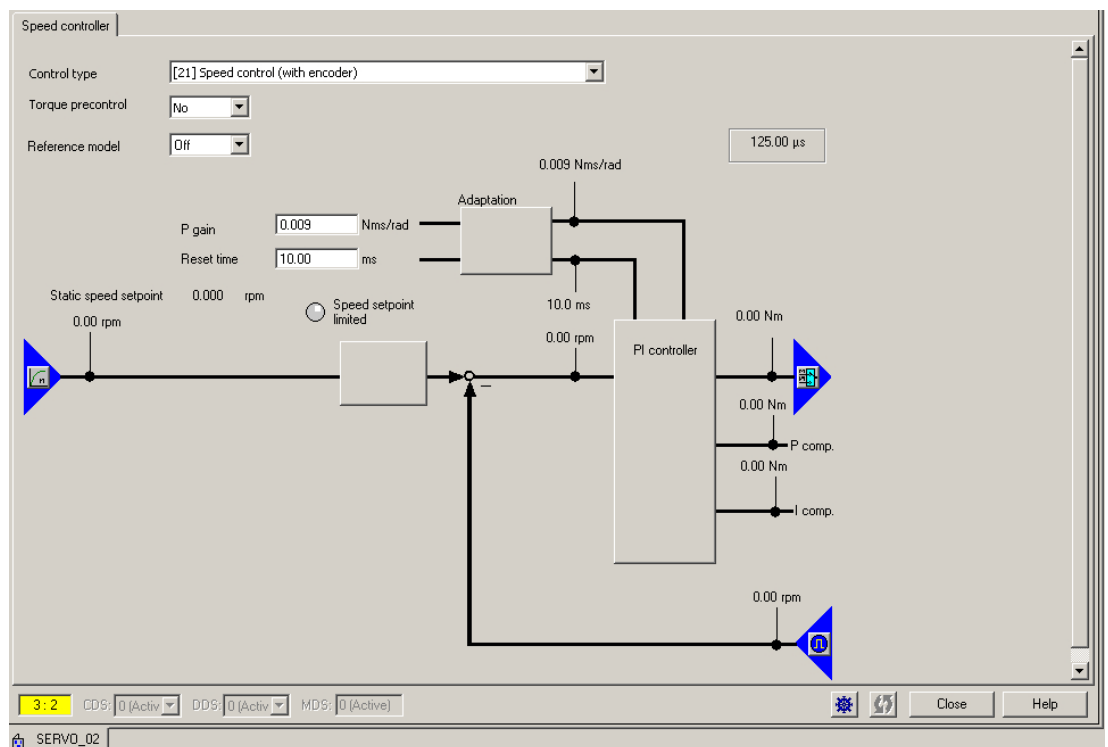 Speed controller
Control type [21] Speed control (with encoder)
Torque precontrol No
Reference model Off
125.00 µs
0.009 Nms/rad
Adaptation
P gain 0.009 Nms/rad
Reset time 10.00 ms
Static speed setpoint 0.000 rpm
Speed setpoint
limited
10.0 ms
0.00 rpm
0.00 rpm
0.00 Nm
PI controller
n
0.00 Nm
P comp.
0.00 Nm
I comp.
0.00 rpm
3 : 2 CDS: 0 (Activ DDS: 0 (Activ MDS: 0 (Active) Close Help
SERVO_02